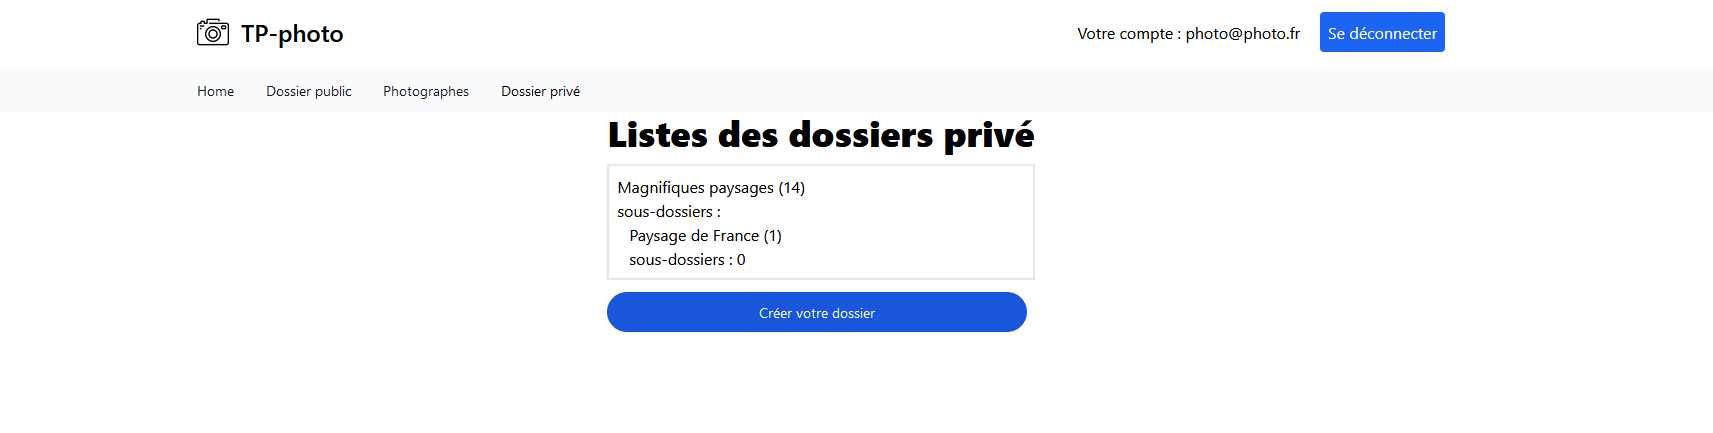 TP-photo
Votre compte : photo@photo.fr
Se déconnecter
Home
Dossier public
Photographes
Dossier privé
Listes des dossiers privé
Magnifiques paysages (14)
sous-dossiers :
Paysage de France (1)
sous-dossiers : 0
Créer votre dossier